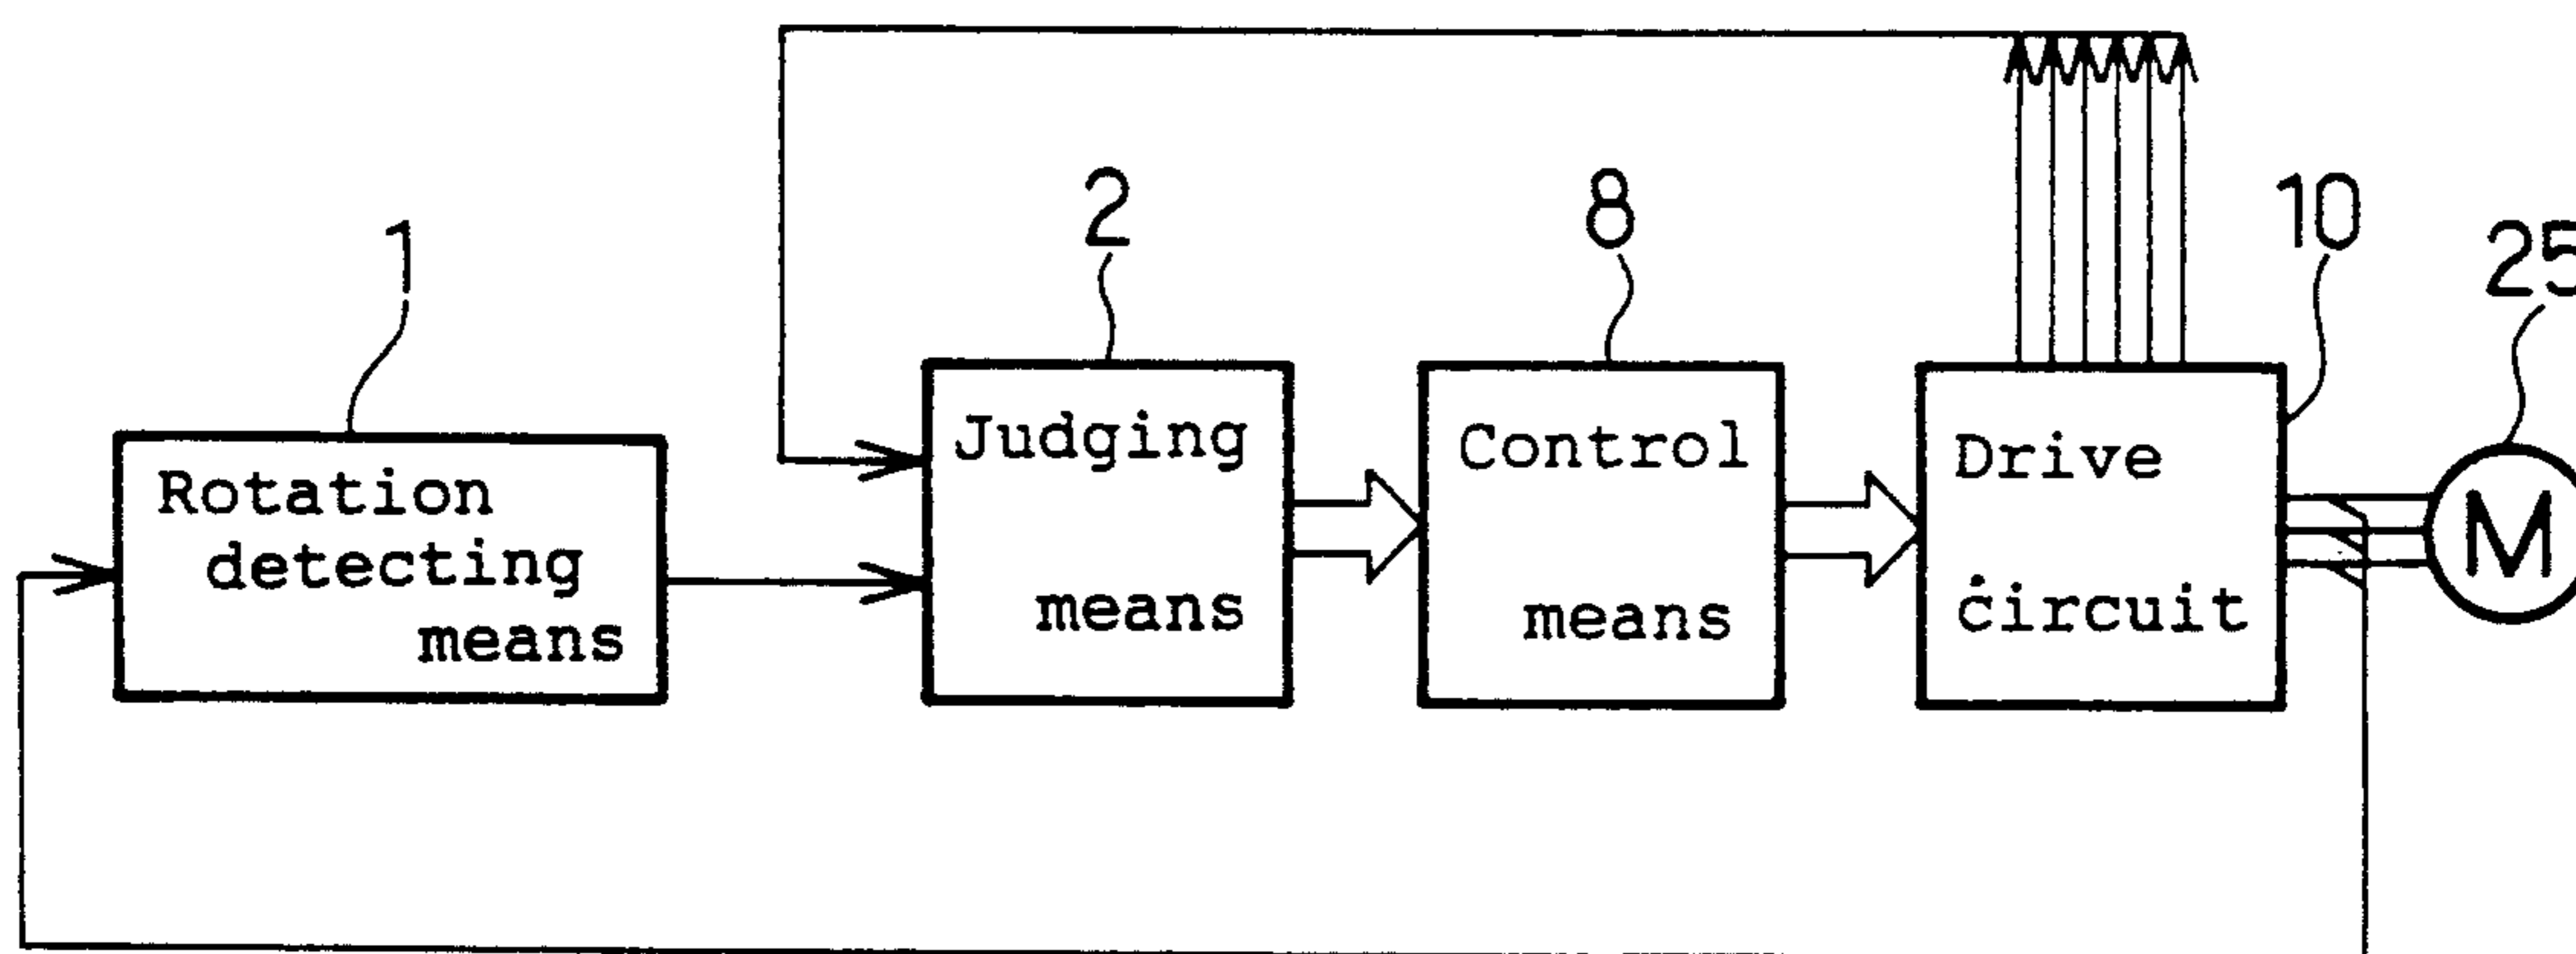 1
2
8
10
25
Rotation
detecting
means
Judging
means
Control
means
Drive
circuit
M